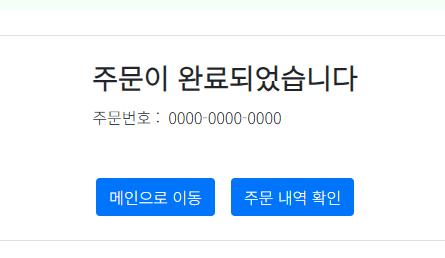 주문이 완료되었습니다
주문번호 : 0000-0000-0000
메인으로 이동 주문 내역 확인